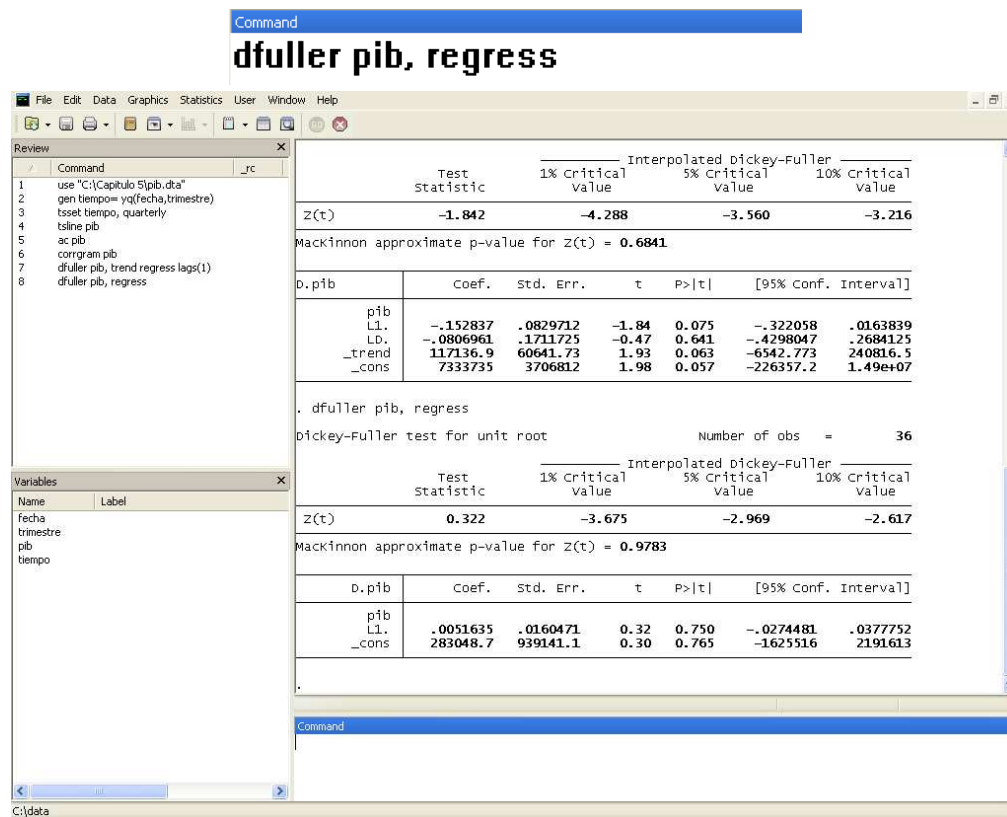 Command
dfuller pib, regress
File Edit Data Graphics Statistics User Window Help
Review
Command _rc
1 use "C:\Capitulo 5\pib.dta"
2 gen tiempo= yq(fecha,trimestre)
3 tsset tiempo, quarterly
4 tsline pib
5 ac pib
6 corrgram pib
7 dfuller pib, trend regress lags(1)
8 dfuller pib, regress
Variables
Name Label
fecha
trimestre
pib
tiempo
Interpolated Dickey-Fuller
Test 1% Critical 5% Critical 10% Critical
Statistic Value Value Value
Z(t) -1.842 -4.288 -3.560 -3.216
MacKinnon approximate p-value for Z(t) = 0.6841
D.pib Coef. Std. Err. t P>|t| [95% Conf. Interval]
pib
L1. -.152837 .0829712 -1.84 0.075 -.322058 .0163839
LD. -.0806961 .1711725 -0.47 0.641 -.4298047 .2684125
_trend 117136.9 60641.73 1.93 0.063 -6542.773 240816.5
_cons 7333735 3706812 1.98 0.057 -226357.2 1.49e+07
. dfuller pib, regress
Dickey-Fuller test for unit root Number of obs = 36
Interpolated Dickey-Fuller
Test 1% Critical 5% Critical 10% Critical
Statistic Value Value Value
Z(t) 0.322 -3.675 -2.969 -2.617
MacKinnon approximate p-value for Z(t) = 0.9783
D.pib Coef. Std. Err. t P>|t| [95% Conf. Interval]
pib
L1. .0051635 .0160471 0.32 0.750 -.0274481 .0377752
_cons 283048.7 939141.1 0.30 0.765 -1625516 2191613
.
Command
C:\data